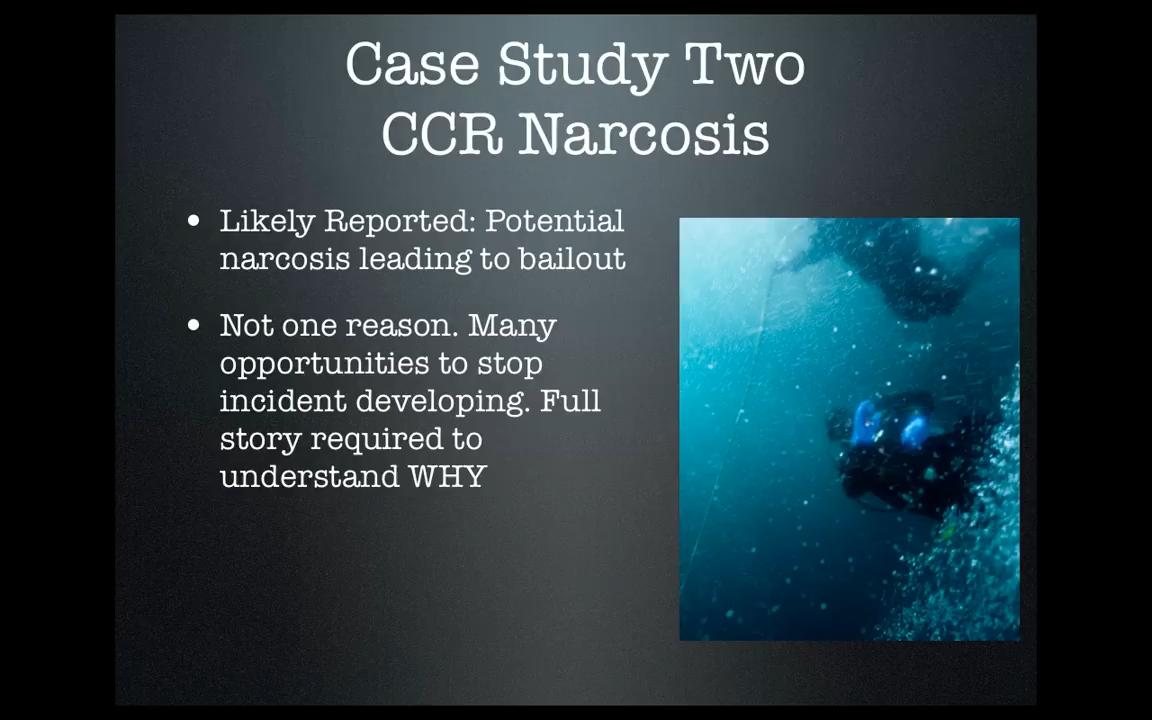 Case Study Two
CCR Narcosis
• Likely Reported: Potential
narcosis leading to bailout
• Not one reason. Many
opportunities to stop
incident developing. Full
story required to
understand WHY